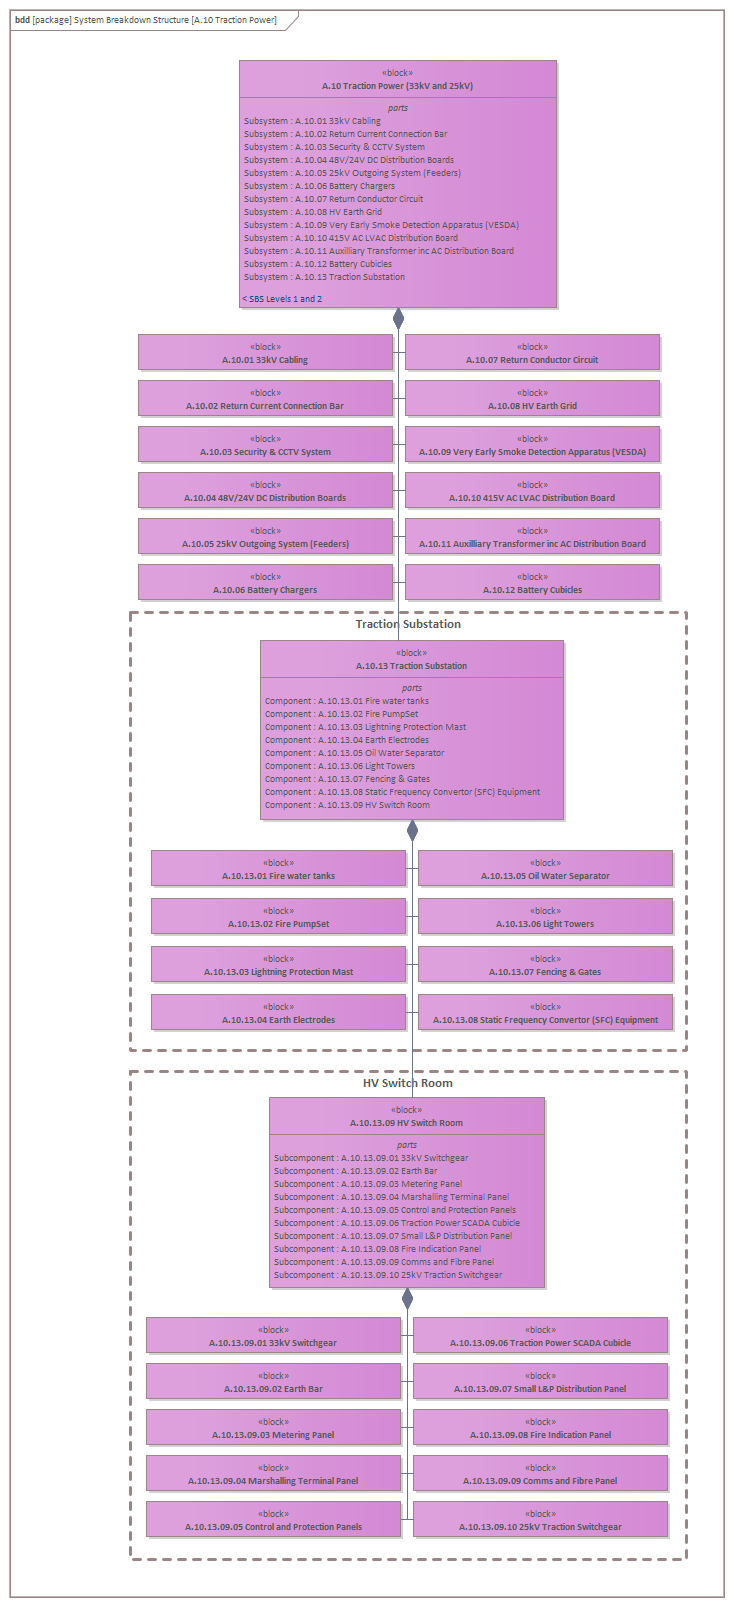 bdd [package] System Breakdown Structure [A.10 Traction Power]
«block»
A.10 Traction Power (33kV and 25kV)
parts
Subsystem : A.10.01 33kV Cabling
Subsystem : A.10.02 Return Current Connection Bar
Subsystem : A.10.03 Security & CCTV System
Subsystem : A.10.04 48V/24V DC Distribution Boards
Subsystem : A.10.05 25kV Outgoing System (Feeders)
Subsystem : A.10.06 Battery Chargers
Subsystem : A.10.07 Return Conductor Circuit
Subsystem : A.10.08 HV Earth Grid
Subsystem : A.10.09 Very Early Smoke Detection Apparatus (VESDA)
Subsystem : A.10.10 415V AC LVAC Distribution Board
Subsystem : A.10.11 Auxilliary Transformer inc AC Distribution Board
Subsystem : A.10.12 Battery Cubicles
Subsystem : A.10.13 Traction Substation
< SBS Levels 1 and 2
«block»
A.10.01 33kV Cabling
«block»
A.10.07 Return Conductor Circuit
«block»
A.10.02 Return Current Connection Bar
«block»
A.10.08 HV Earth Grid
«block»
A.10.03 Security & CCTV System
«block»
A.10.09 Very Early Smoke Detection Apparatus (VESDA)
«block»
A.10.04 48V/24V DC Distribution Boards
«block»
A.10.10 415V AC LVAC Distribution Board
«block»
A.10.05 25kV Outgoing System (Feeders)
«block»
A.10.11 Auxilliary Transformer inc AC Distribution Board
«block»
A.10.06 Battery Chargers
«block»
A.10.12 Battery Cubicles
Traction Substation
«block»
A.10.13 Traction Substation
parts
Component : A.10.13.01 Fire water tanks
Component : A.10.13.02 Fire PumpSet
Component : A.10.13.03 Lightning Protection Mast
Component : A.10.13.04 Earth Electrodes
Component : A.10.13.05 Oil Water Separator
Component : A.10.13.06 Light Towers
Component : A.10.13.07 Fencing & Gates
Component : A.10.13.08 Static Frequency Convertor (SFC) Equipment
Component : A.10.13.09 HV Switch Room
«block»
A.10.13.01 Fire water tanks
«block»
A.10.13.05 Oil Water Separator
«block»
A.10.13.02 Fire PumpSet
«block»
A.10.13.06 Light Towers
«block»
A.10.13.03 Lightning Protection Mast
«block»
A.10.13.07 Fencing & Gates
«block»
A.10.13.04 Earth Electrodes
«block»
A.10.13.08 Static Frequency Convertor (SFC) Equipment
HV Switch Room
«block»
A.10.13.09 HV Switch Room
parts
Subcomponent : A.10.13.09.01 33kV Switchgear
Subcomponent : A.10.13.09.02 Earth Bar
Subcomponent : A.10.13.09.03 Metering Panel
Subcomponent : A.10.13.09.04 Marshalling Terminal Panel
Subcomponent : A.10.13.09.05 Control and Protection Panels
Subcomponent : A.10.13.09.06 Traction Power SCADA Cubicle
Subcomponent : A.10.13.09.07 Small L&P Distribution Panel
Subcomponent : A.10.13.09.08 Fire Indication Panel
Subcomponent : A.10.13.09.09 Comms and Fibre Panel
Subcomponent : A.10.13.09.10 25kV Traction Switchgear
«block»
A.10.13.09.01 33kV Switchgear
«block»
A.10.13.09.06 Traction Power SCADA Cubicle
«block»
A.10.13.09.02 Earth Bar
«block»
A.10.13.09.07 Small L&P Distribution Panel
«block»
A.10.13.09.03 Metering Panel
«block»
A.10.13.09.08 Fire Indication Panel
«block»
A.10.13.09.04 Marshalling Terminal Panel
«block»
A.10.13.09.09 Comms and Fibre Panel
«block»
A.10.13.09.05 Control and Protection Panels
«block»
A.10.13.09.10 25kV Traction Switchgear